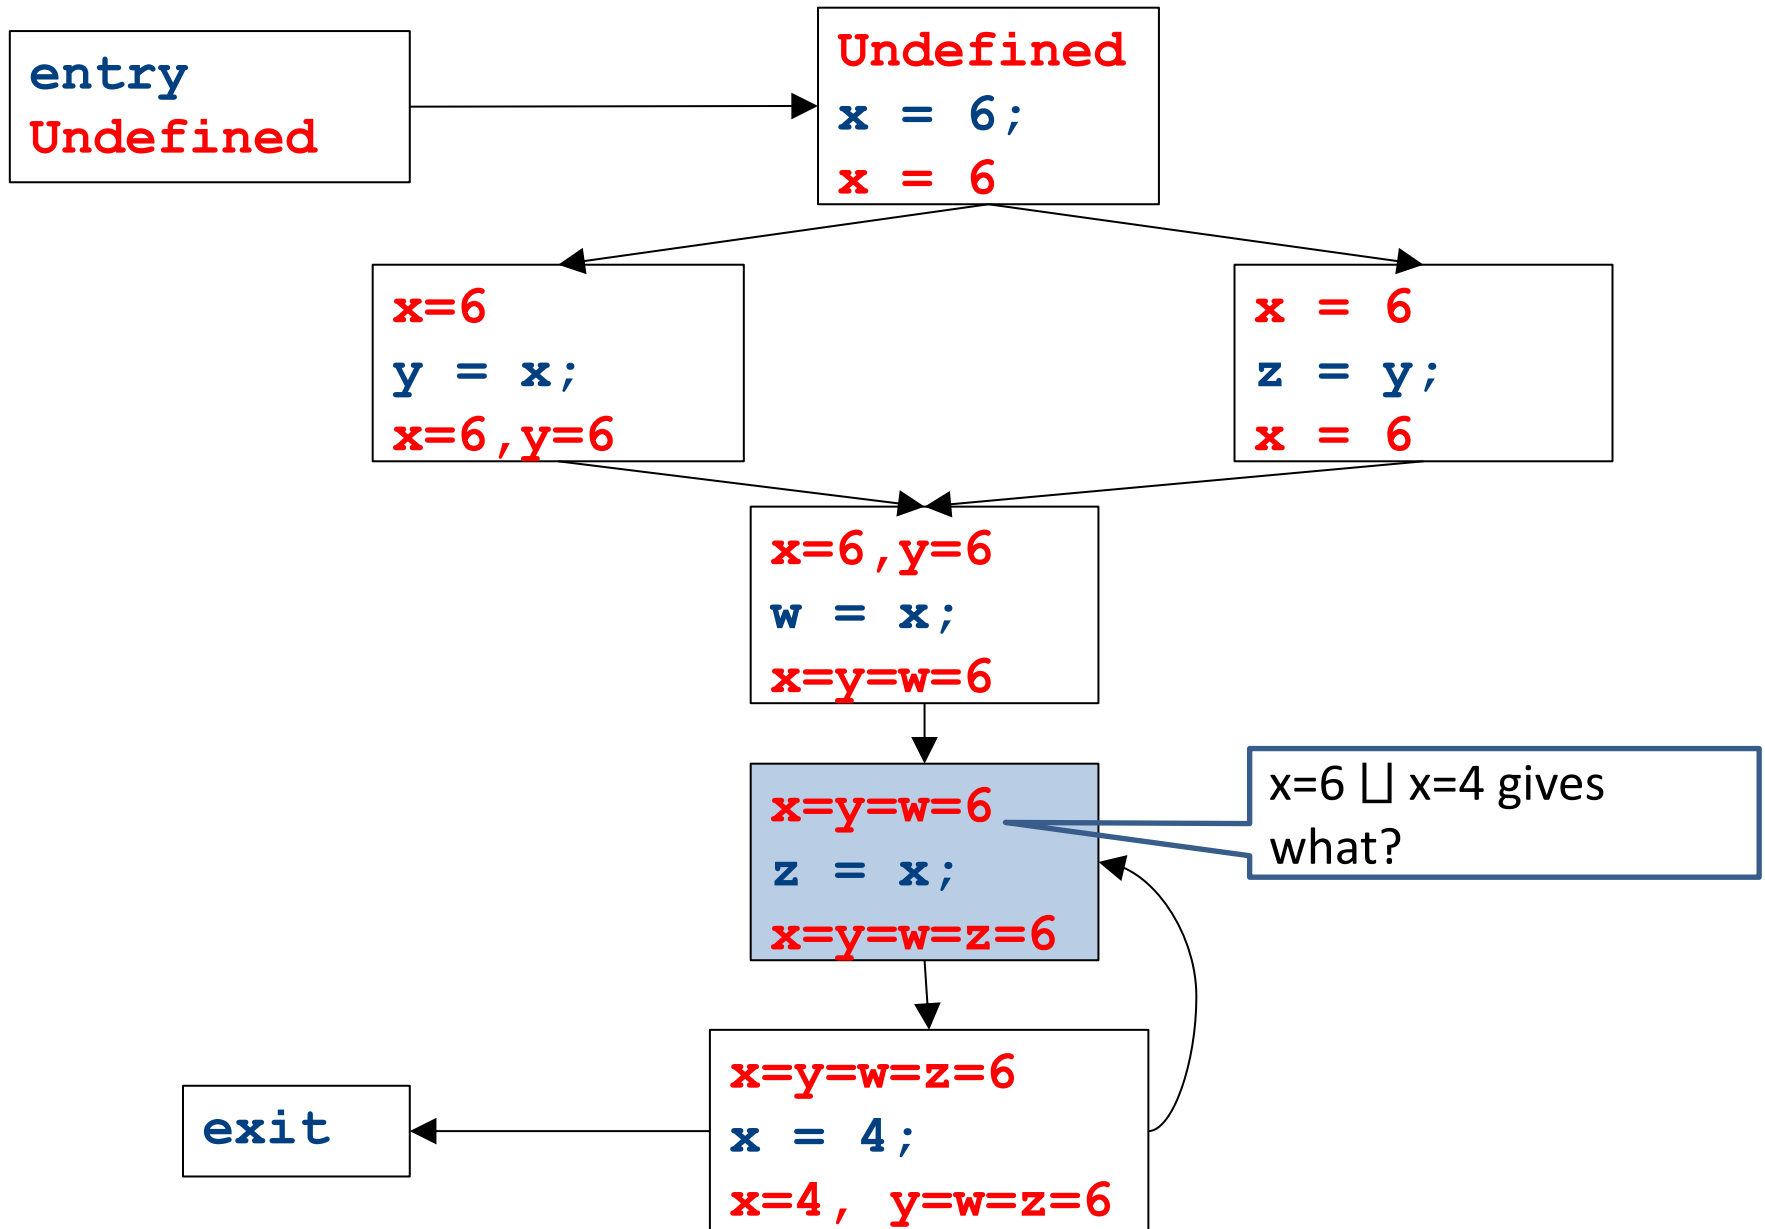 entry
Undefined
Undefined
x = 6;
x = 6
x=6
y = x;
x=6,y=6
x = 6
z = y;
x = 6
x=6,y=6
w = x;
x=y=w=6
x=y=w=6
z = x;
x=y=w=z=6
x=6 ⨆ x=4 gives
what?
x=y=w=z=6
x = 4;
x=4, y=w=z=6
exit